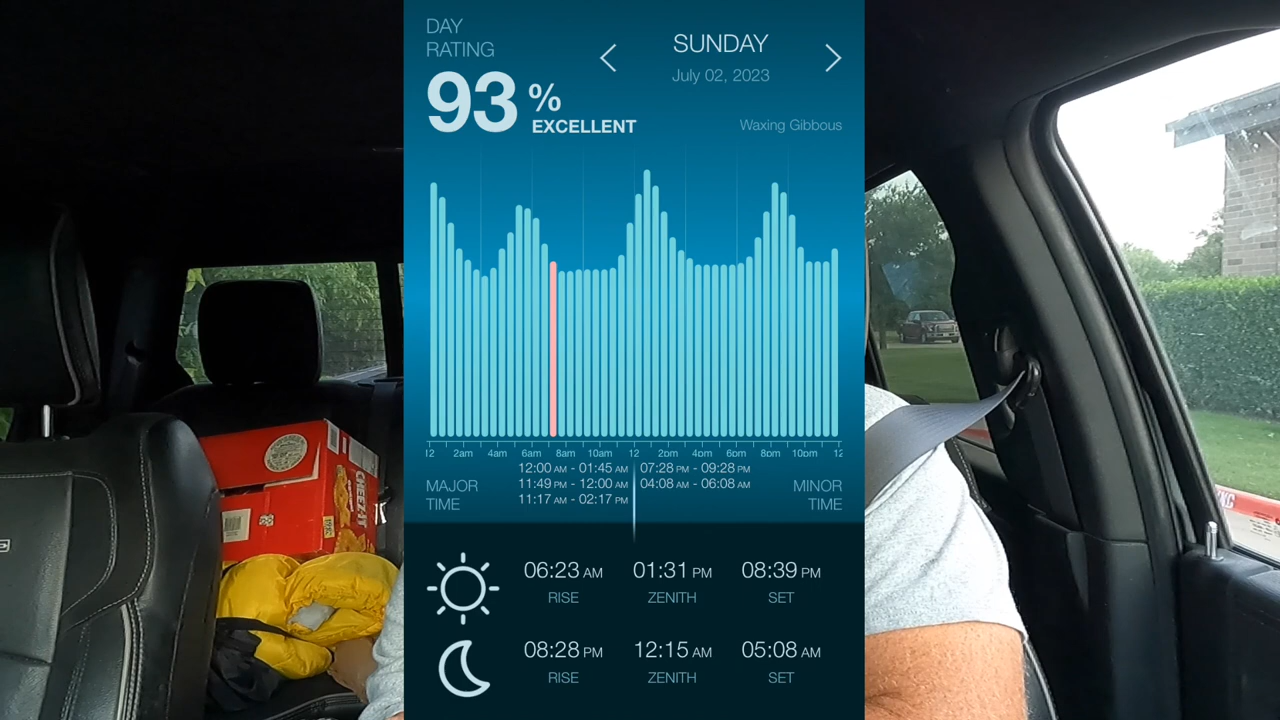 DAY
RATING
93 %
EXCELLENT
SUNDAY
July 02, 2023
Waxing Gibbous
12 2am 4am 6am 8am 10am 12 2pm 4pm 6pm 8pm 10pm 12
MAJOR
TIME
12:00 AM - 01:45 AM
11:49 PM - 12:00 AM
11:17 AM - 02:17 PM
07:28 PM - 09:28 PM
04:08 AM - 06:08 AM
MINOR
TIME
06:23 AM 01:31 PM 08:39 PM
RISE ZENITH SET
08:28 PM 12:15 AM 05:08 AM
RISE ZENITH SET
CHEEZ-IT